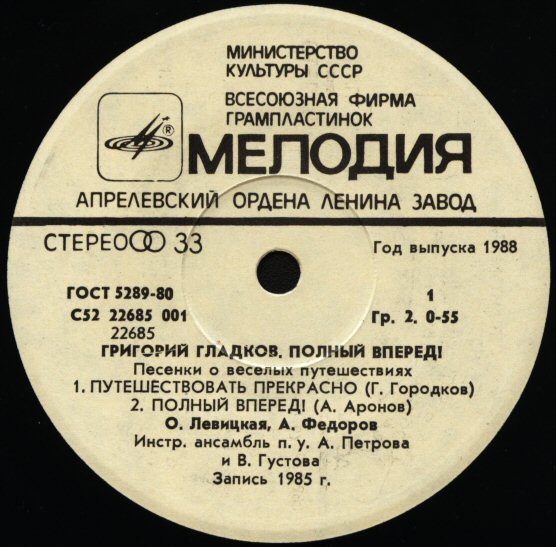 МИНИСТЕРСТВО
КУЛЬТУРЫ СССР
ВСЕСОЮЗНАЯ ФИРМА
ГРАМПЛАСТИНОК
®
МЕЛОДИЯ
АПРЕЛЕВСКИЙ ОРДЕНА ЛЕНИНА ЗАВОД
СТЕРЕО 33
Год выпуска 1988
ГОСТ 5289-80
1
С52 22685 001
Гр. 2. 0-55
22685
ГРИГОРИЙ ГЛАДКОВ. ПОЛНЫЙ ВПЕРЕД!
Песенки о веселых путешествиях
1. ПУТЕШЕСТВОВАТЬ ПРЕКРАСНО (Г. Городков)
2. ПОЛНЫЙ ВПЕРЕД! (А. Аронов)
О. Левицкая, А. Федоров
Инстр. ансамбль п. у. А. Петрова
и В. Густова
Запись 1985 г.